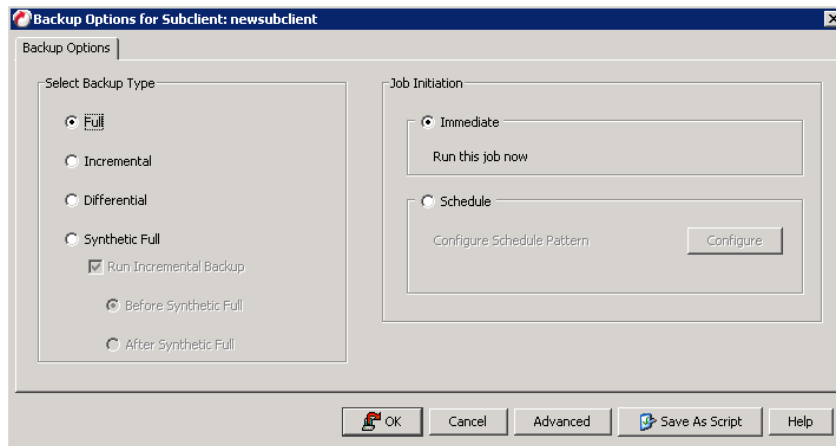 Backup Options for Subclient: newsubclient
Backup Options
Select Backup Type
Full
Incremental
Differential
Synthetic Full
Run Incremental Backup
Before Synthetic Full
After Synthetic Full
Job Initiation
Immediate
Run this job now
Schedule
Configure Schedule Pattern
Configure
OK
Cancel
Advanced
Save As Script
Help